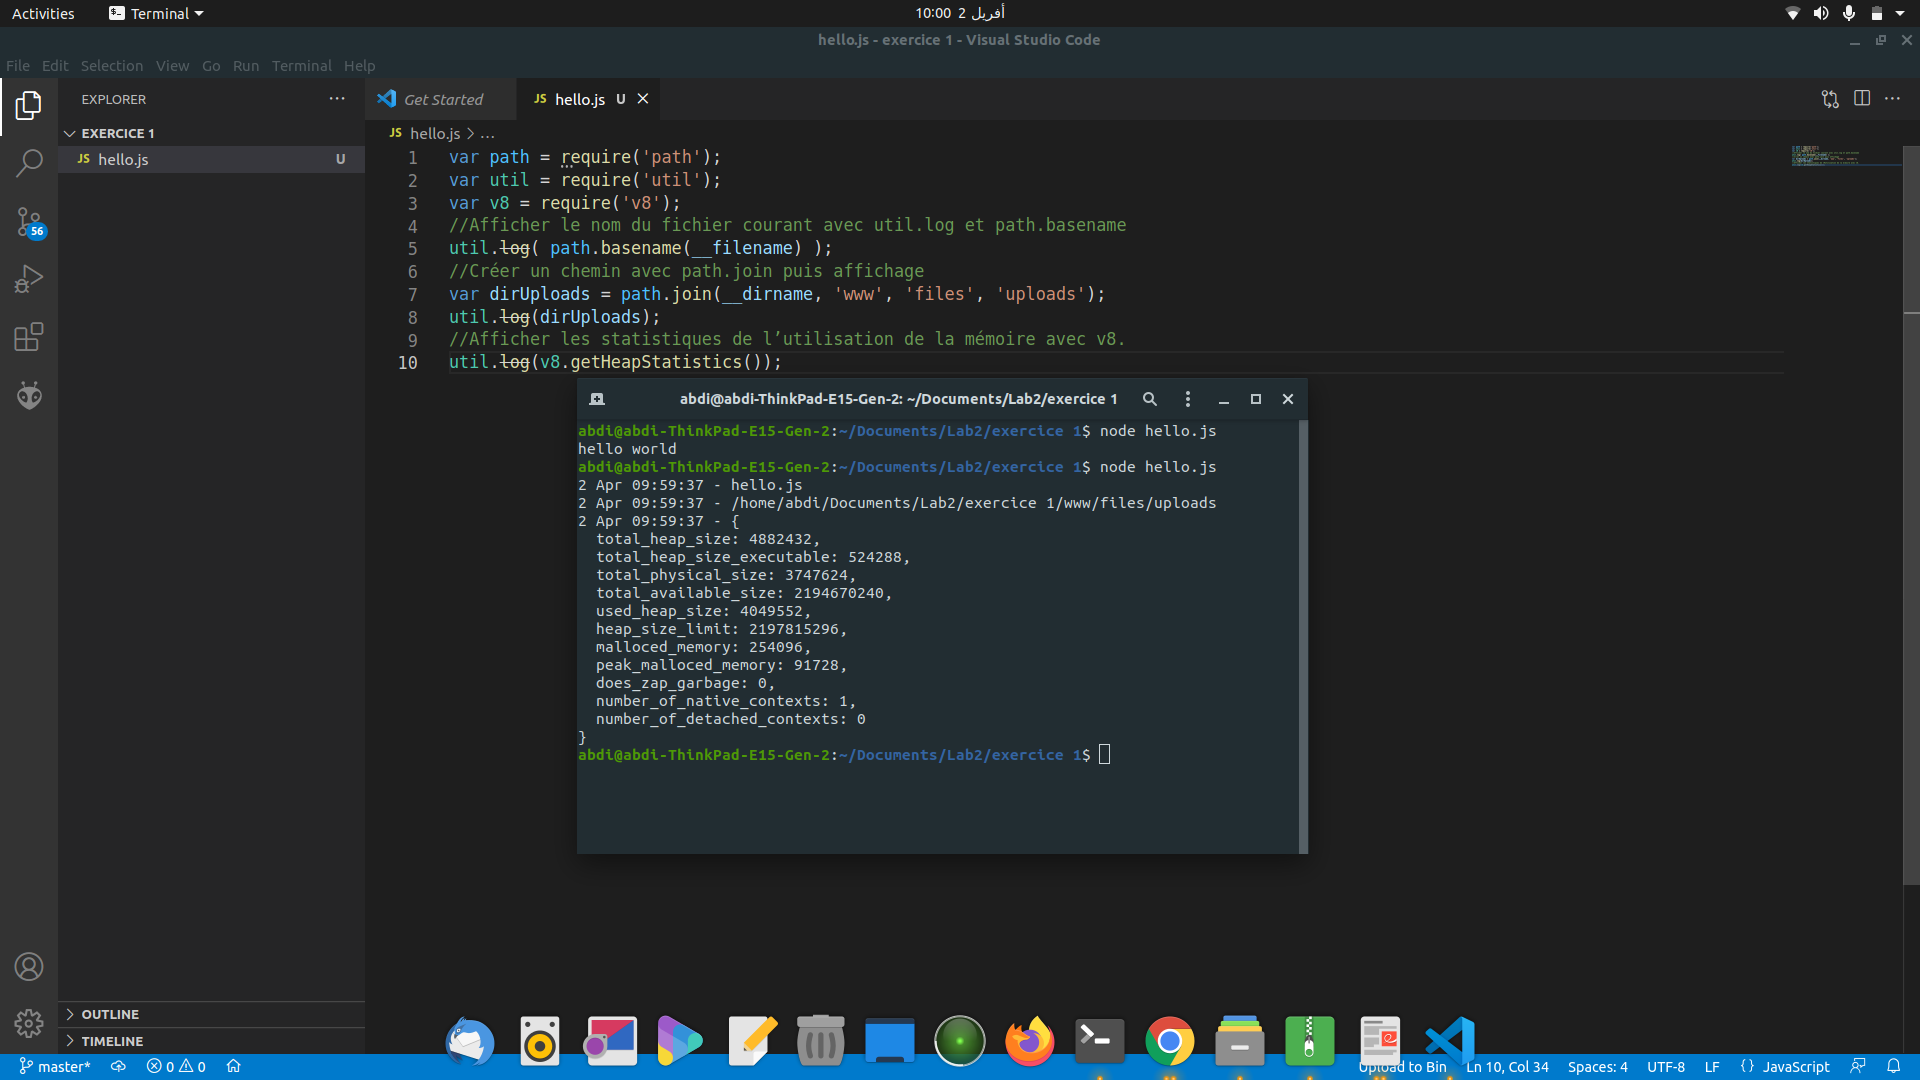 Activities
Terminal
10:00 2 أفريل
hello.js - exercice 1 - Visual Studio Code
File Edit Selection View Go Run Terminal Help
EXPLORER
EXERCICE 1
JS hello.js U
56
Get Started
JS hello.js U
JS hello.js > ...
1 var path = require('path');
2 var util = require('util');
3 var v8 = require('v8');
4 //Afficher le nom du fichier courant avec util.log et path.basename
5 util.log( path.basename(__filename) );
6 //Créer un chemin avec path.join puis affichage
7 var dirUploads = path.join(__dirname, 'www', 'files', 'uploads');
8 util.log(dirUploads);
9 //Afficher les statistiques de l’utilisation de la mémoire avec v8.
10 util.log(v8.getHeapStatistics());
abdi@abdi-ThinkPad-E15-Gen-2: ~/Documents/Lab2/exercice 1
abdi@abdi-ThinkPad-E15-Gen-2:~/Documents/Lab2/exercice 1$ node hello.js
hello world
abdi@abdi-ThinkPad-E15-Gen-2:~/Documents/Lab2/exercice 1$ node hello.js
2 Apr 09:59:37 - hello.js
2 Apr 09:59:37 - /home/abdi/Documents/Lab2/exercice 1/www/files/uploads
2 Apr 09:59:37 - {
total_heap_size: 4882432,
total_heap_size_executable: 524288,
total_physical_size: 3747624,
total_available_size: 2194670240,
used_heap_size: 4049552,
heap_size_limit: 2197815296,
malloced_memory: 254096,
peak_malloced_memory: 91728,
does_zap_garbage: 0,
number_of_native_contexts: 1,
number_of_detached_contexts: 0
}
abdi@abdi-ThinkPad-E15-Gen-2:~/Documents/Lab2/exercice 1$
OUTLINE
TIMELINE
master* 0 0
Upload to Bin Ln 10, Col 34 Spaces: 4 UTF-8 LF {} JavaScript